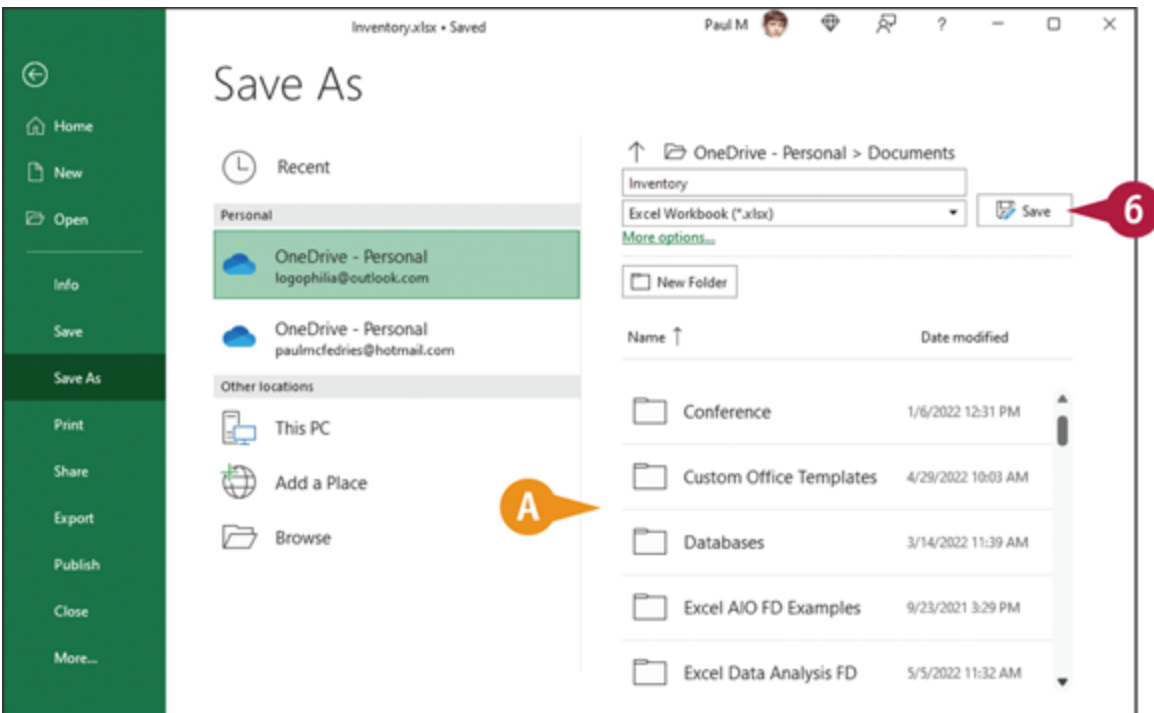 Inventory.xlsx • Saved
Paul M
?
Save As
Home
New
Open
Info
Save
Save As
Print
Share
Export
Publish
Close
More...
Recent
Personal
OneDrive - Personal
logophilia@outlook.com
OneDrive - Personal
paulmcfedries@hotmail.com
Other locations
This PC
Add a Place
Browse
A
OneDrive - Personal > Documents
Inventory
Excel Workbook (*.xlsx)
Save
6
More options...
New Folder
Name ↑ Date modified
Conference 1/6/2022 12:31 PM
Custom Office Templates 4/29/2022 10:03 AM
Databases 3/14/2022 11:39 AM
Excel AIO FD Examples 9/23/2021 3:29 PM
Excel Data Analysis FD 5/5/2022 11:32 AM